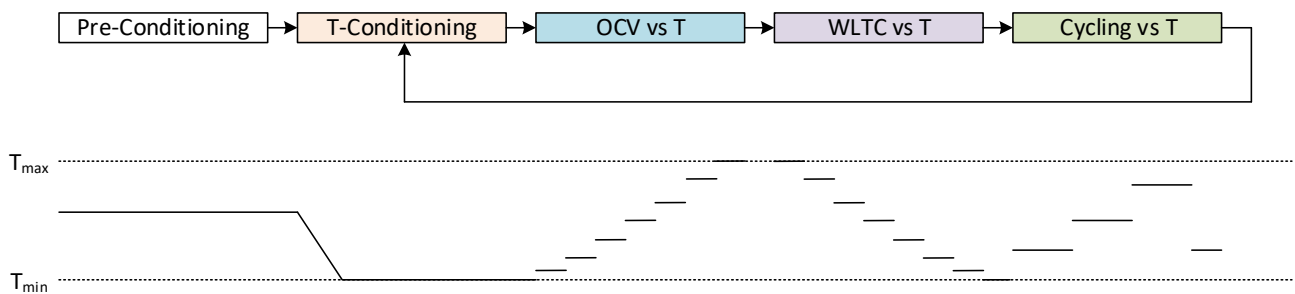 Pre-Conditioning T-Conditioning OCV vs T WLTC vs T Cycling vs T
Tmax
Tmin